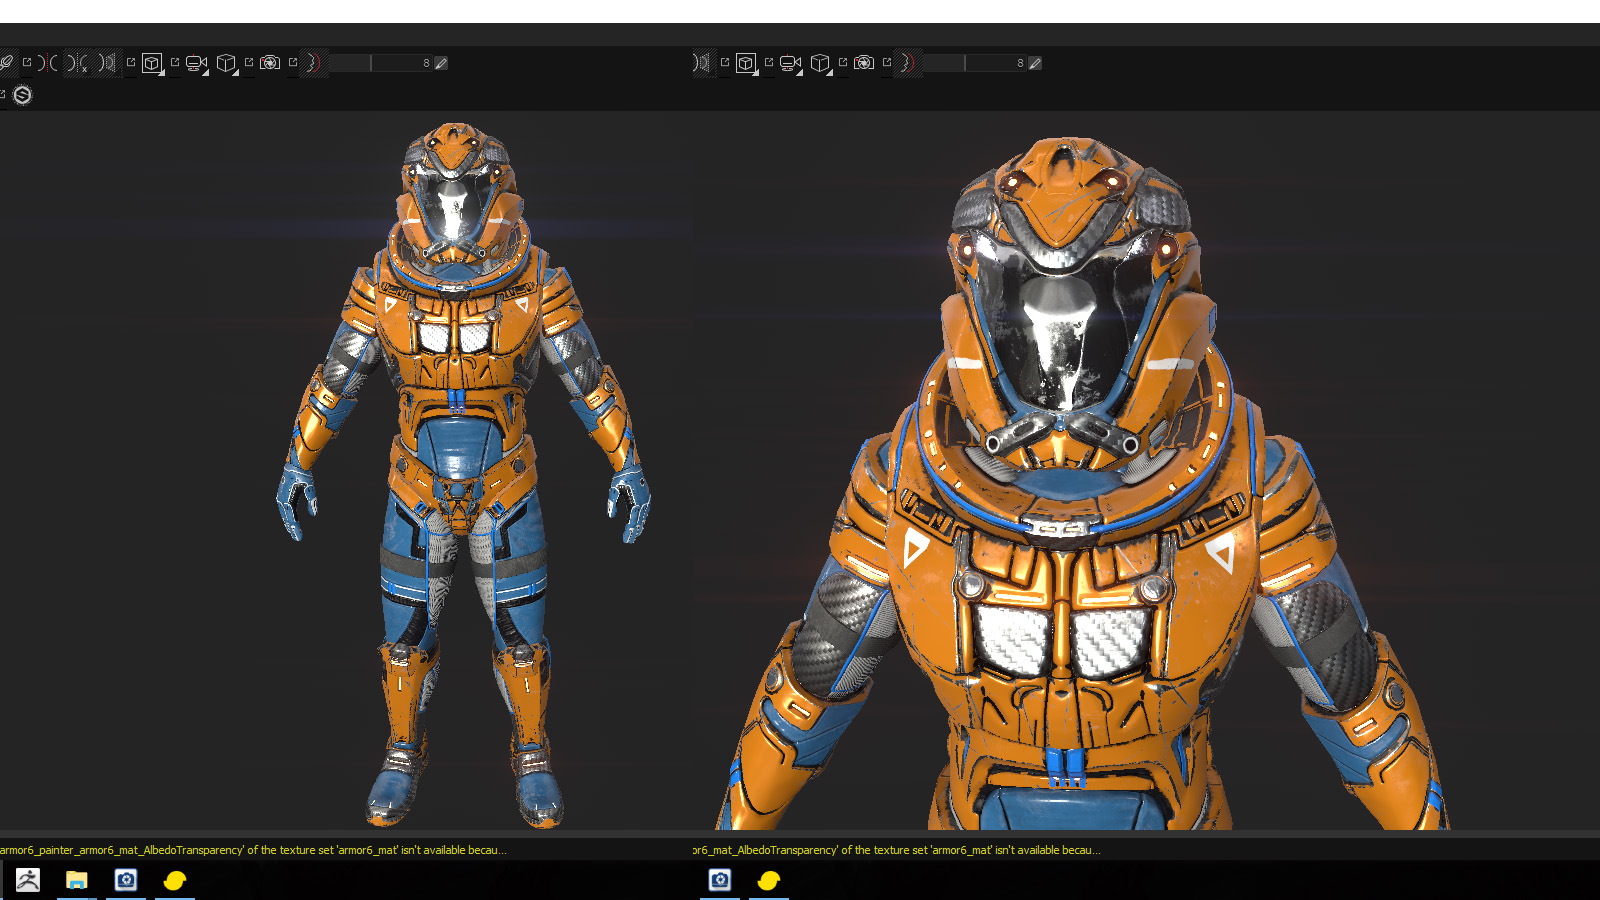 8
8
armor6_painter_armor6_mat_AlbedoTransparency' of the texture set 'armor6_mat' isn't available becau...
or6_mat_AlbedoTransparency' of the texture set 'armor6_mat' isn't available becau...